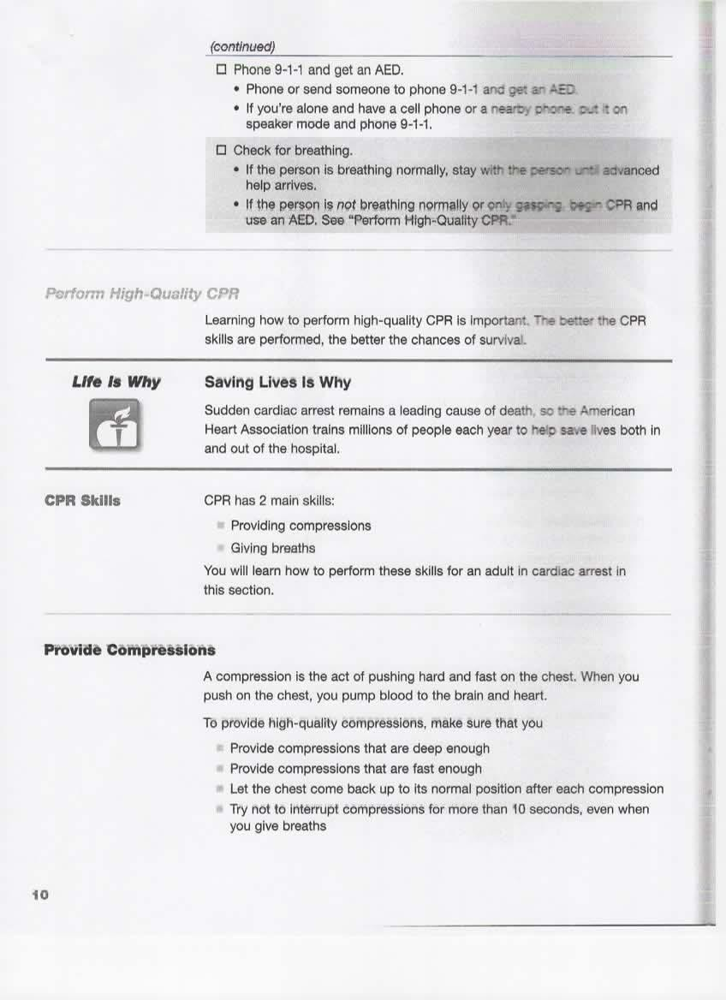 (continued)
☐ Phone 9-1-1 and get an AED.
• Phone or send someone to phone 9-1-1 and get an AED.
• If you're alone and have a cell phone or a nearby phone, put it on
speaker mode and phone 9-1-1.
☐ Check for breathing.
• If the person is breathing normally, stay with the person until advanced
help arrives.
• If the person is not breathing normally or only gasping, begin CPR and
use an AED. See "Perform High-Quality CPR."
Perform High-Quality CPR
Learning how to perform high-quality CPR is important. The better the CPR
skills are performed, the better the chances of survival.
Life Is Why
Saving Lives Is Why
Sudden cardiac arrest remains a leading cause of death, so the American
Heart Association trains millions of people each year to help save lives both in
and out of the hospital.
CPR Skills
CPR has 2 main skills:
Providing compressions
Giving breaths
You will learn how to perform these skills for an adult in cardiac arrest in
this section.
Provide Compressions
A compression is the act of pushing hard and fast on the chest. When you
push on the chest, you pump blood to the brain and heart.
To provide high-quality compressions, make sure that you
Provide compressions that are deep enough
Provide compressions that are fast enough
Let the chest come back up to its normal position after each compression
Try not to interrupt compressions for more than 10 seconds, even when
you give breaths
10